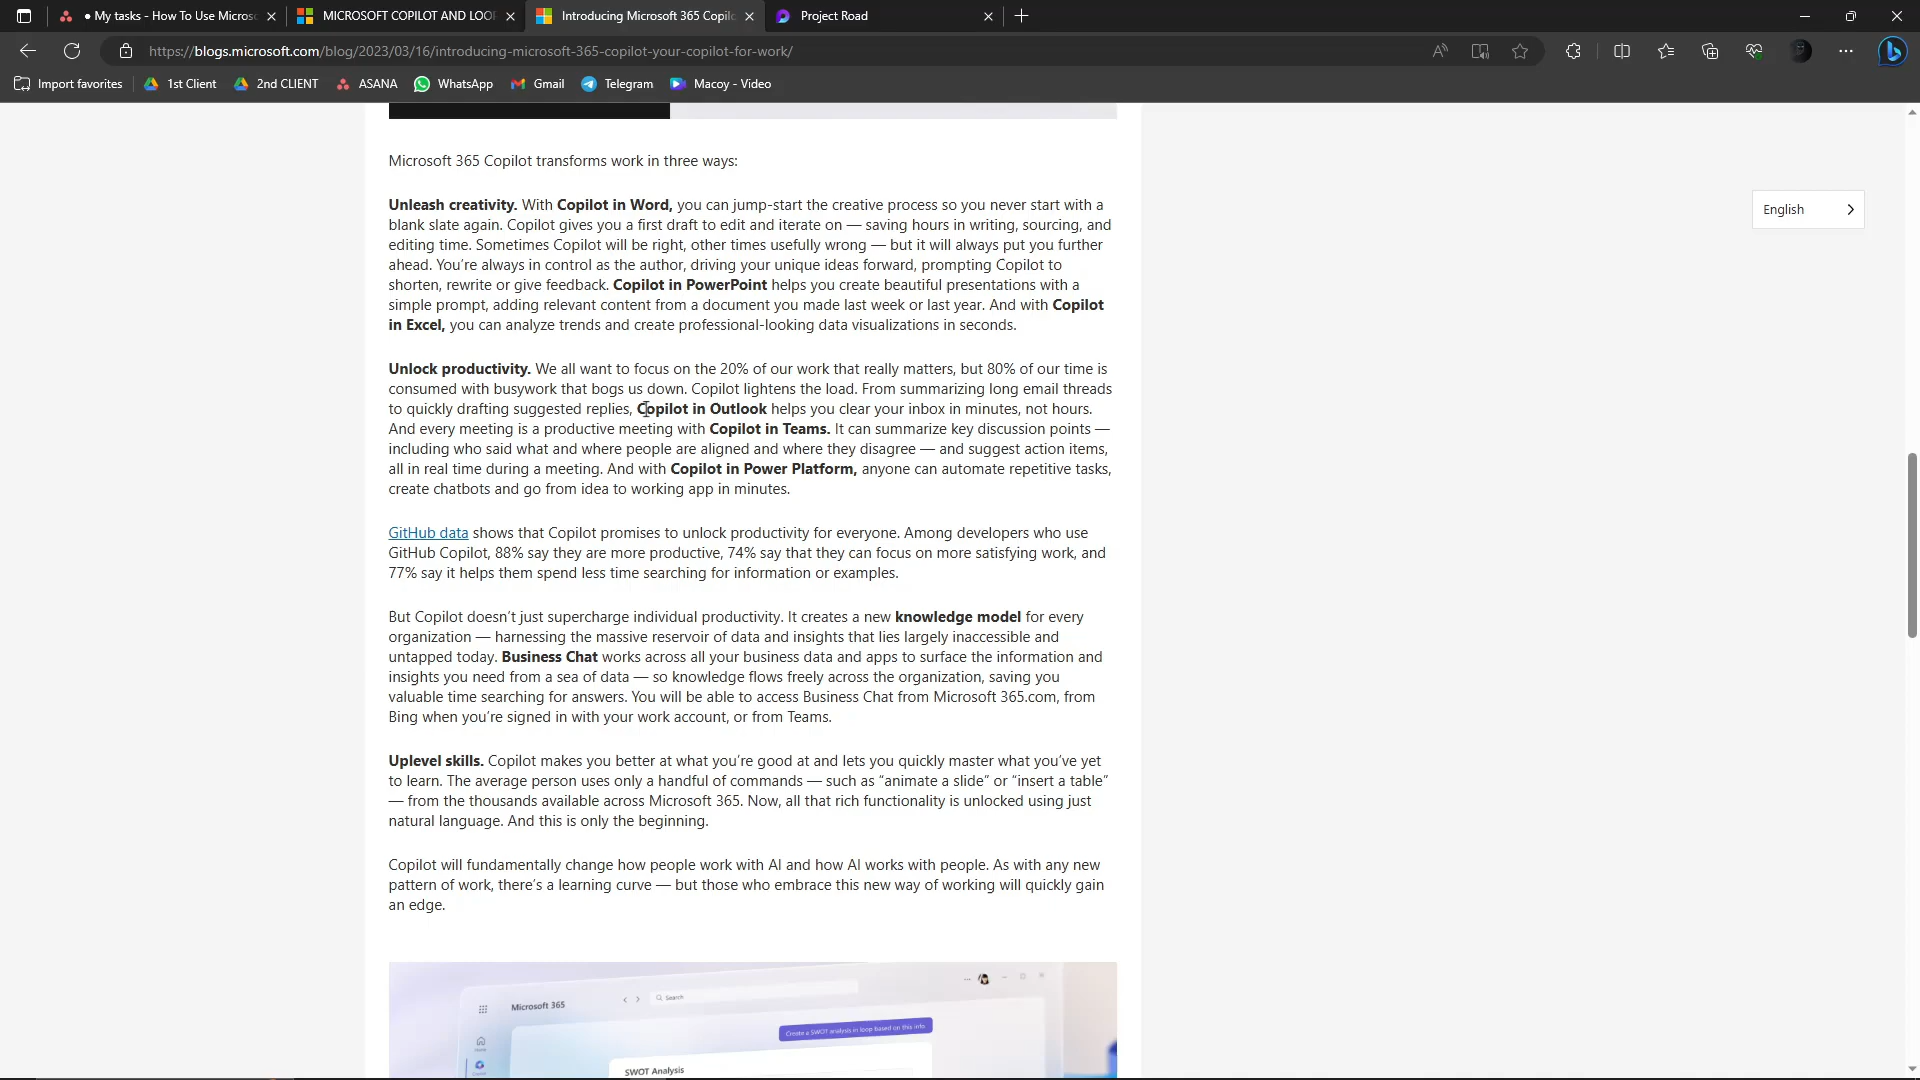 • My tasks - How To Use Micros
MICROSOFT COPILOT AND LOO
Introducing Microsoft 365 Copil
Project Road
https://blogs.microsoft.com/blog/2023/03/16/introducing-microsoft-365-copilot-your-copilot-for-work/
Import favorites
1st Client
2nd CLIENT
ASANA
WhatsApp
Gmail
Telegram
Macoy - Video
English
Microsoft 365 Copilot transforms work in three ways:
Unleash creativity. With Copilot in Word, you can jump-start the creative process so you never start with a
blank slate again. Copilot gives you a first draft to edit and iterate on — saving hours in writing, sourcing, and
editing time. Sometimes Copilot will be right, other times usefully wrong — but it will always put you further
ahead. You're always in control as the author, driving your unique ideas forward, prompting Copilot to
shorten, rewrite or give feedback. Copilot in PowerPoint helps you create beautiful presentations with a
simple prompt, adding relevant content from a document you made last week or last year. And with Copilot
in Excel, you can analyze trends and create professional-looking data visualizations in seconds.
Unlock productivity. We all want to focus on the 20% of our work that really matters, but 80% of our time is
consumed with busywork that bogs us down. Copilot lightens the load. From summarizing long email threads
to quickly drafting suggested replies, Copilot in Outlook helps you clear your inbox in minutes, not hours.
And every meeting is a productive meeting with Copilot in Teams. It can summarize key discussion points —
including who said what and where people are aligned and where they disagree — and suggest action items,
all in real time during a meeting. And with Copilot in Power Platform, anyone can automate repetitive tasks,
create chatbots and go from idea to working app in minutes.
GitHub data shows that Copilot promises to unlock productivity for everyone. Among developers who use
GitHub Copilot, 88% say they are more productive, 74% say that they can focus on more satisfying work, and
77% say it helps them spend less time searching for information or examples.
But Copilot doesn't just supercharge individual productivity. It creates a new knowledge model for every
organization — harnessing the massive reservoir of data and insights that lies largely inaccessible and
untapped today. Business Chat works across all your business data and apps to surface the information and
insights you need from a sea of data — so knowledge flows freely across the organization, saving you
valuable time searching for answers. You will be able to access Business Chat from Microsoft 365.com, from
Bing when you're signed in with your work account, or from Teams.
Uplevel skills. Copilot makes you better at what you're good at and lets you quickly master what you've yet
to learn. The average person uses only a handful of commands — such as “animate a slide” or “insert a table”
— from the thousands available across Microsoft 365. Now, all that rich functionality is unlocked using just
natural language. And this is only the beginning.
Copilot will fundamentally change how people work with AI and how AI works with people. As with any new
pattern of work, there's a learning curve — but those who embrace this new way of working will quickly gain
an edge.
Microsoft 365
Search
Create a SWOT analysis in loop based on this info
SWOT Analysis